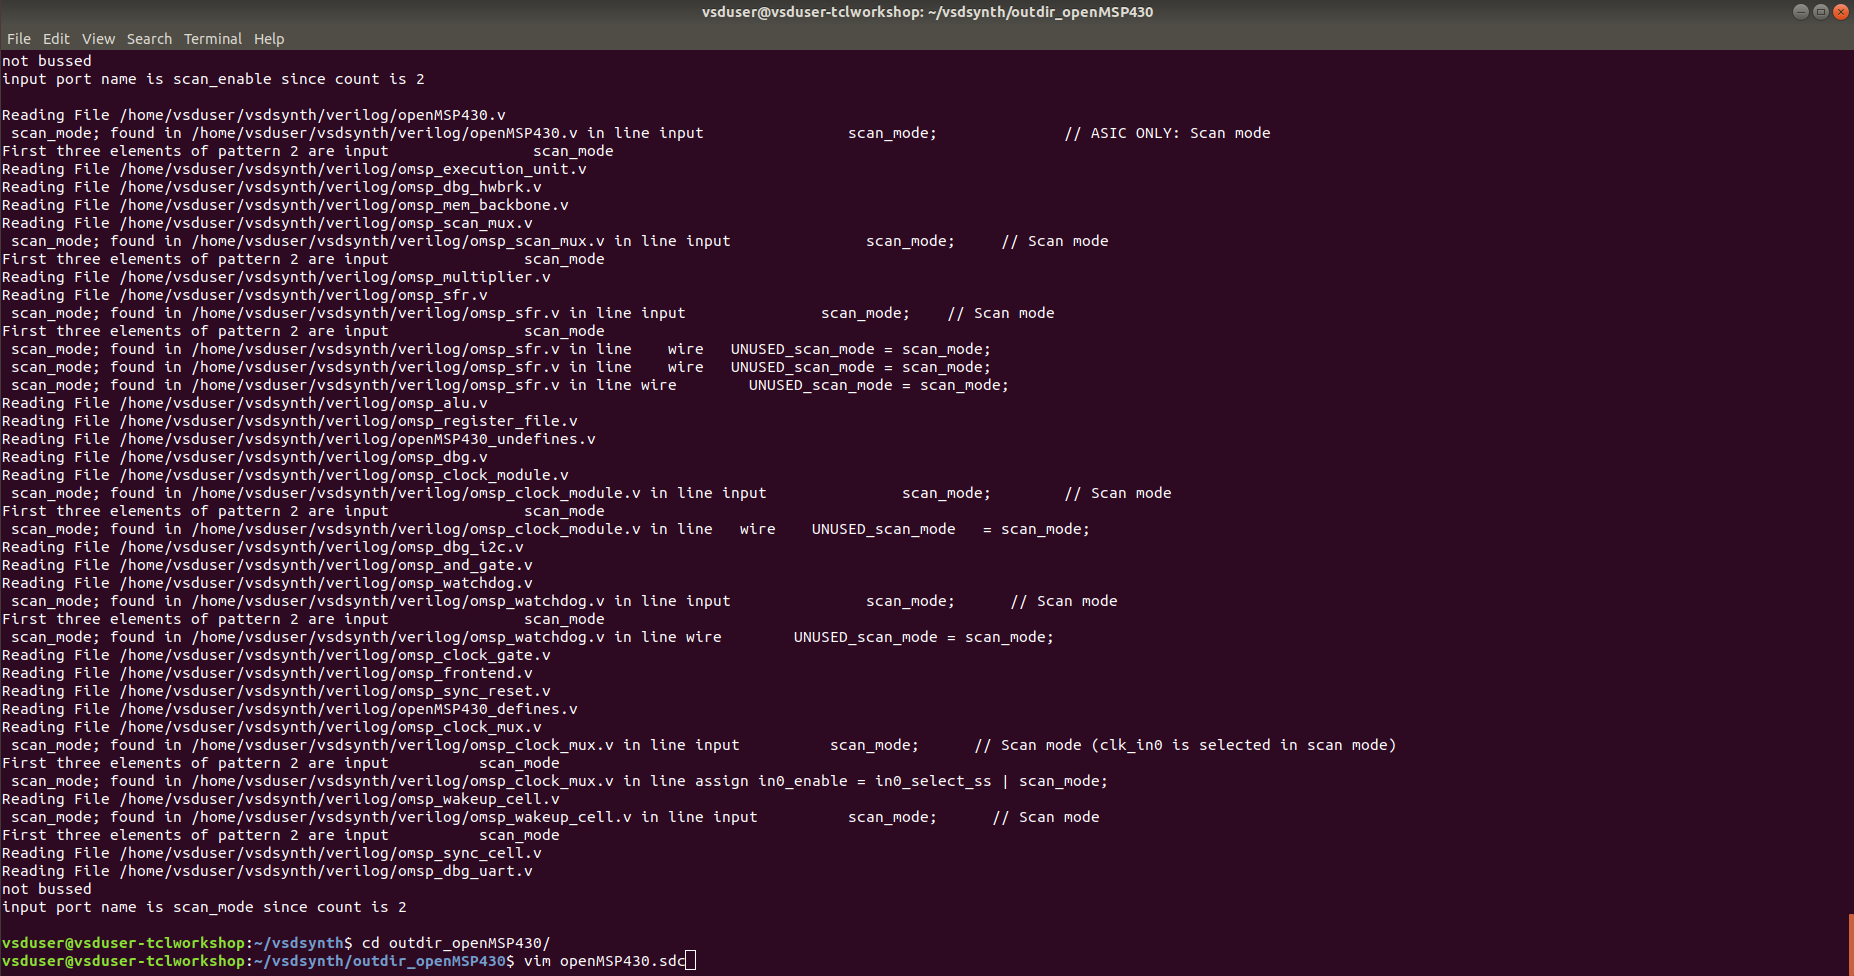 vsduser@vsduser-tclworkshop: ~/vsdsynth/outdir_openMSP430
File Edit View Search Terminal Help
not bussed
input port name is scan_enable since count is 2
Reading File /home/vsduser/vsdsynth/verilog/openMSP430.v
 scan_mode; found in /home/vsduser/vsdsynth/verilog/openMSP430.v in line input                scan_mode;              // ASIC ONLY: Scan mode
First three elements of pattern 2 are input                scan_mode
Reading File /home/vsduser/vsdsynth/verilog/omsp_execution_unit.v
Reading File /home/vsduser/vsdsynth/verilog/omsp_dbg_hwbrk.v
Reading File /home/vsduser/vsdsynth/verilog/omsp_mem_backbone.v
Reading File /home/vsduser/vsdsynth/verilog/omsp_scan_mux.v
 scan_mode; found in /home/vsduser/vsdsynth/verilog/omsp_scan_mux.v in line input               scan_mode;     // Scan mode
First three elements of pattern 2 are input               scan_mode
Reading File /home/vsduser/vsdsynth/verilog/omsp_multiplier.v
Reading File /home/vsduser/vsdsynth/verilog/omsp_sfr.v
 scan_mode; found in /home/vsduser/vsdsynth/verilog/omsp_sfr.v in line input               scan_mode;    // Scan mode
First three elements of pattern 2 are input               scan_mode
 scan_mode; found in /home/vsduser/vsdsynth/verilog/omsp_sfr.v in line    wire   UNUSED_scan_mode = scan_mode;
 scan_mode; found in /home/vsduser/vsdsynth/verilog/omsp_sfr.v in line    wire   UNUSED_scan_mode = scan_mode;
 scan_mode; found in /home/vsduser/vsdsynth/verilog/omsp_sfr.v in line wire        UNUSED_scan_mode = scan_mode;
Reading File /home/vsduser/vsdsynth/verilog/omsp_alu.v
Reading File /home/vsduser/vsdsynth/verilog/omsp_register_file.v
Reading File /home/vsduser/vsdsynth/verilog/openMSP430_undefines.v
Reading File /home/vsduser/vsdsynth/verilog/omsp_dbg.v
Reading File /home/vsduser/vsdsynth/verilog/omsp_clock_module.v
 scan_mode; found in /home/vsduser/vsdsynth/verilog/omsp_clock_module.v in line input               scan_mode;        // Scan mode
First three elements of pattern 2 are input               scan_mode
 scan_mode; found in /home/vsduser/vsdsynth/verilog/omsp_clock_module.v in line   wire    UNUSED_scan_mode   = scan_mode;
Reading File /home/vsduser/vsdsynth/verilog/omsp_dbg_i2c.v
Reading File /home/vsduser/vsdsynth/verilog/omsp_and_gate.v
Reading File /home/vsduser/vsdsynth/verilog/omsp_watchdog.v
 scan_mode; found in /home/vsduser/vsdsynth/verilog/omsp_watchdog.v in line input               scan_mode;      // Scan mode
First three elements of pattern 2 are input               scan_mode
 scan_mode; found in /home/vsduser/vsdsynth/verilog/omsp_watchdog.v in line wire        UNUSED_scan_mode = scan_mode;
Reading File /home/vsduser/vsdsynth/verilog/omsp_clock_gate.v
Reading File /home/vsduser/vsdsynth/verilog/omsp_frontend.v
Reading File /home/vsduser/vsdsynth/verilog/omsp_sync_reset.v
Reading File /home/vsduser/vsdsynth/verilog/openMSP430_defines.v
Reading File /home/vsduser/vsdsynth/verilog/omsp_clock_mux.v
 scan_mode; found in /home/vsduser/vsdsynth/verilog/omsp_clock_mux.v in line input          scan_mode;      // Scan mode (clk_in0 is selected in scan mode)
First three elements of pattern 2 are input          scan_mode
 scan_mode; found in /home/vsduser/vsdsynth/verilog/omsp_clock_mux.v in line assign in0_enable = in0_select_ss | scan_mode;
Reading File /home/vsduser/vsdsynth/verilog/omsp_wakeup_cell.v
 scan_mode; found in /home/vsduser/vsdsynth/verilog/omsp_wakeup_cell.v in line input          scan_mode;      // Scan mode
First three elements of pattern 2 are input          scan_mode
Reading File /home/vsduser/vsdsynth/verilog/omsp_sync_cell.v
Reading File /home/vsduser/vsdsynth/verilog/omsp_dbg_uart.v
not bussed
input port name is scan_mode since count is 2
vsduser@vsduser-tclworkshop:~/vsdsynth$ cd outdir_openMSP430/
vsduser@vsduser-tclworkshop:~/vsdsynth/outdir_openMSP430$ vim openMSP430.sdc